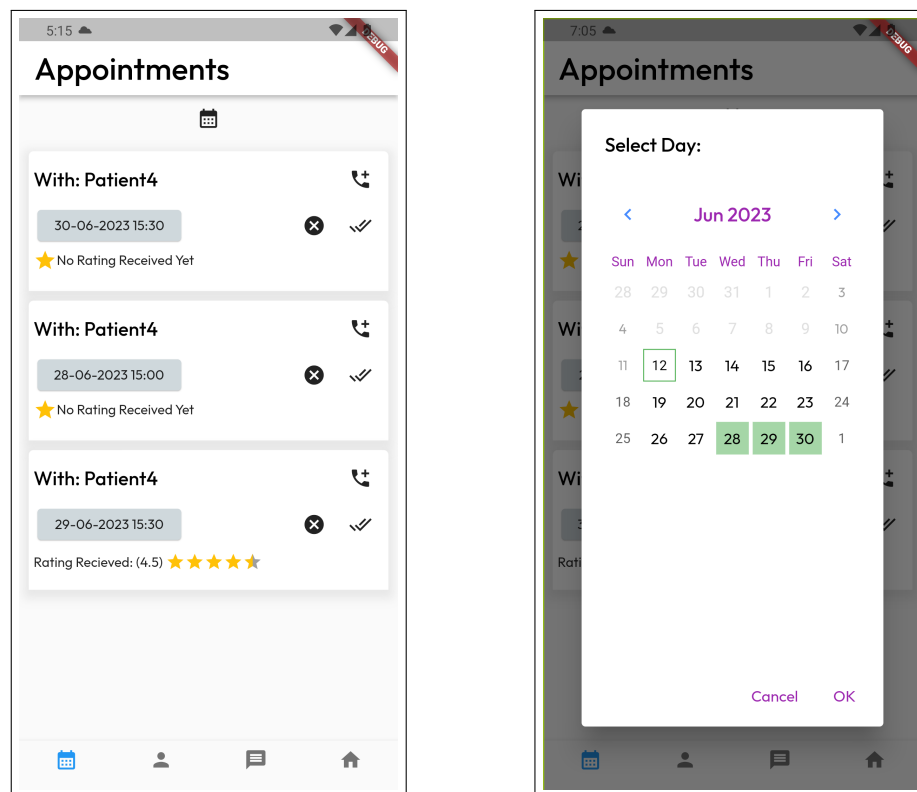 5:15
DEBUG
Appointments
With: Patient4
30-06-2023 15:30
No Rating Received Yet
With: Patient4
28-06-2023 15:00
No Rating Received Yet
With: Patient4
29-06-2023 15:30
Rating Recieved: (4.5)
7:05
DEBUG
Appointments
Select Day:
Jun 2023
Sun Mon Tue Wed Thu Fri Sat
28 29 30 31 1 2 3
4 5 6 7 8 9 10
11 12 13 14 15 16 17
18 19 20 21 22 23 24
25 26 27 28 29 30 1
Cancel OK
Wi
Wi
Wi
Rati